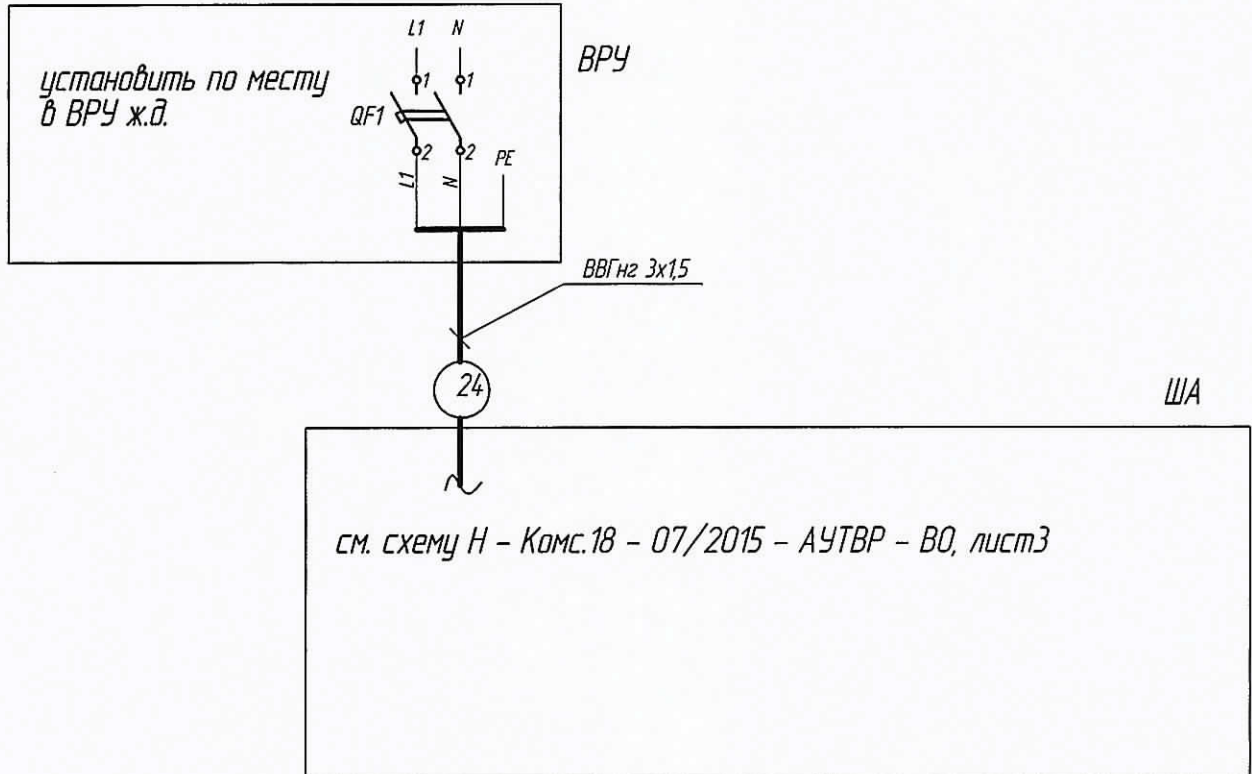 L1 N
ВРУ
установить по месту
в ВРУ ж.д.
1 1
QF1
2 2
PE
L1 N
ВВГнг 3х1,5
24
ША
см. схему Н - Комс.18 - 07/2015 - АУТВР - ВО, лист3